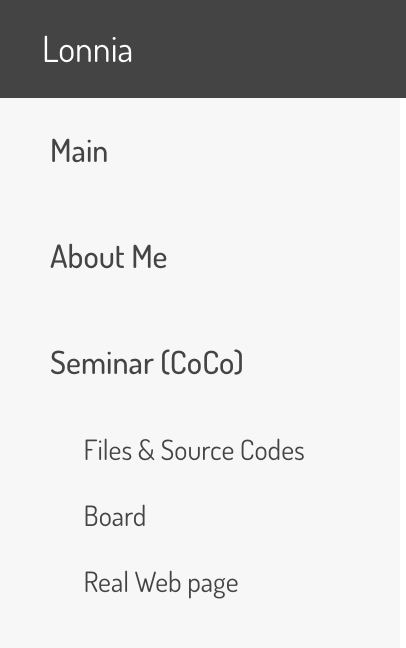 Lonnia
Main
About Me
Seminar (CoCo)
Files & Source Codes
Board
Real Web page